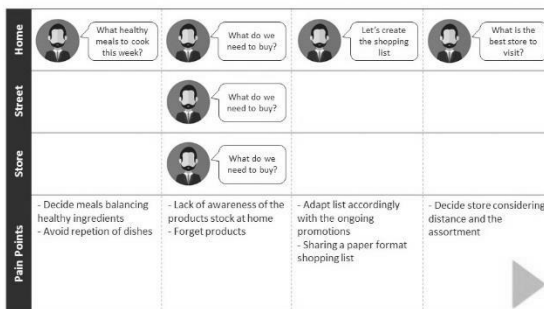 Home
What healthy
meals to cook
this week?
What do we
need to buy?
Let's create
the shopping
list
What is the
best store to
visit?
Street
What do we
need to buy?
Store
What do we
need to buy?
Pain Points
- Decide meals balancing
healthy ingredients
- Avoid repetion of dishes
- Lack of awareness of the
products stock at home
- Forget products
- Adapt list accordingly
with the ongoing
promotions
- Sharing a paper format
shopping list
- Decide store considering
distance and the
assortment